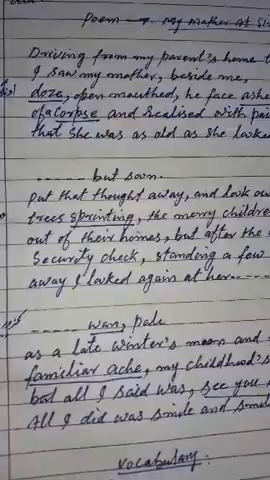 Poem → My Mother at Si
Driving from my parent's home t
I saw my mother, beside me,
doze, open mouthed, he face ashe
of a corpse and realised with pai
that she was as old as she looke
------ but soon.
put that thought away, and look ou
trees sprinting, the merry childre
out of their homes, but after the
security check, standing a few
away I looked again at her.----
------ wan, pale
as a late winter's moon and
familiar ache, my childhood's
but all I said was, see you
All I did was smile and smil
Vocabulary.